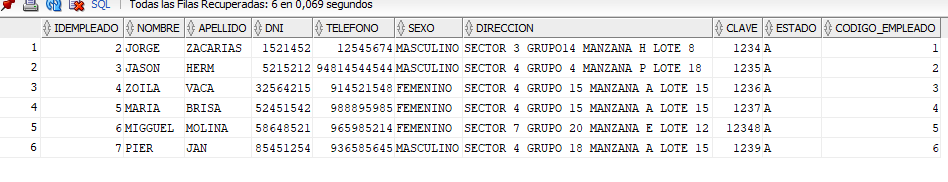 SQL | Todas las Filas Recuperadas: 6 en 0,069 segundos
IDEMPLEADO NOMBRE APELLIDO DNI TELEFONO SEXO DIRECCION CLAVE ESTADO CODIGO_EMPLEADO
1 2 JORGE ZACARIAS 1521452 12545674 MASCULINO SECTOR 3 GRUPO14 MANZANA H LOTE 8 1234 A 1
2 3 JASON HERM 5215212 94814544544 MASCULINO SECTOR 4 GRUPO 4 MANZANA P LOTE 18 1235 A 2
3 4 ZOILA VACA 32564215 914521548 FEMENINO SECTOR 4 GRUPO 15 MANZANA A LOTE 15 1236 A 3
4 5 MARIA BRISA 52451542 988895985 FEMENINO SECTOR 4 GRUPO 15 MANZANA A LOTE 15 1237 A 4
5 6 MIGGUEL MOLINA 58648521 965985214 FEMENINO SECTOR 7 GRUPO 20 MANZANA E LOTE 12 12348 A 5
6 7 PIER JAN 85451254 936585645 MASCULINO SECTOR 4 GRUPO 18 MANZANA A LOTE 15 1239 A 6